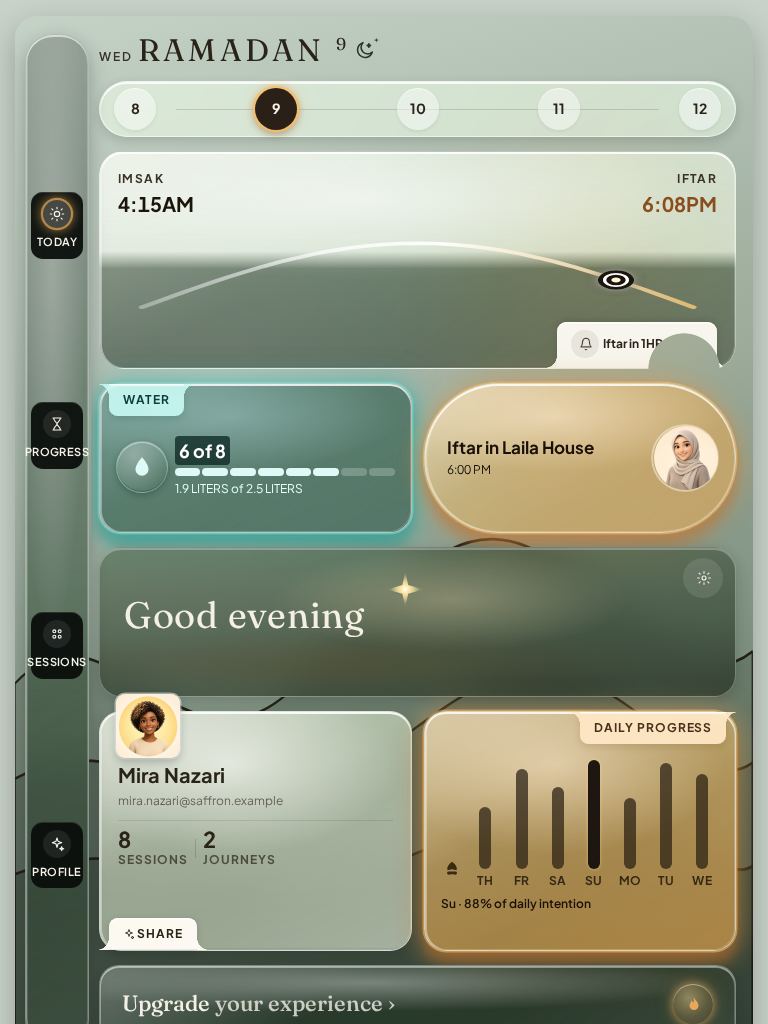 WED RAMADAN 9
8 9 10 11 12
IMSAK
4:15AM
IFTAR
6:08PM
Iftar in
TODAY
PROGRESS
SESSIONS
PROFILE
WATER
6 of 8
1.9 LITERS of 2.5 LITERS
Iftar in Laila House
6:00 PM
Good evening
Mira Nazari
mira.nazari@saffron.example
8
SESSIONS
2
JOURNEYS
SHARE
DAILY PROGRESS
TH FR SA SU MO TU WE
Su · 88% of daily intention
Upgrade your experience ›